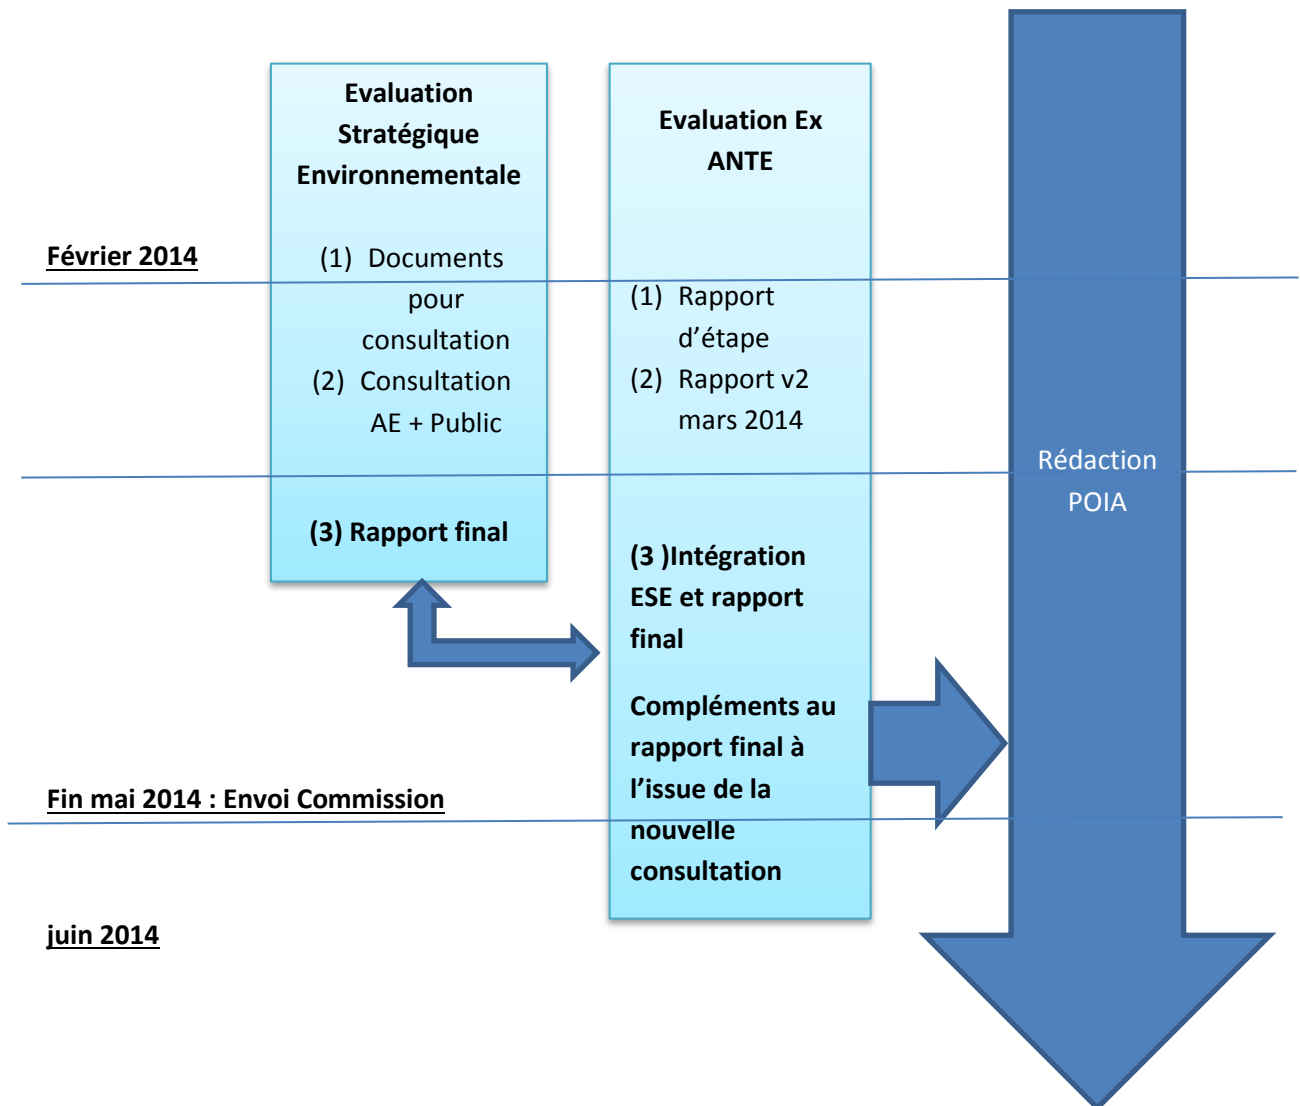 Evaluation
Stratégique
Environnementale
Février 2014
(1) Documents
pour
consultation
(2) Consultation
AE + Public
(3) Rapport final
Evaluation Ex
ANTE
(1) Rapport
d’étape
(2) Rapport v2
mars 2014
(3 )Intégration
ESE et rapport
final
Compléments au
rapport final à
l’issue de la
nouvelle
consultation
Rédaction
POIA
Fin mai 2014 : Envoi Commission
juin 2014